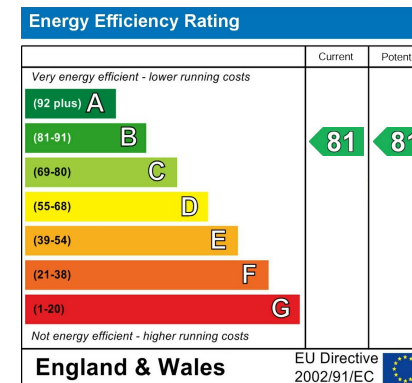 Energy Efficiency Rating
Current Potent
Very energy efficient - lower running costs
(92 plus) A
(81-91) B 81 81
(69-80) C
(55-68) D
(39-54) E
(21-38) F
(1-20) G
Not energy efficient - higher running costs
England & Wales
EU Directive
2002/91/EC